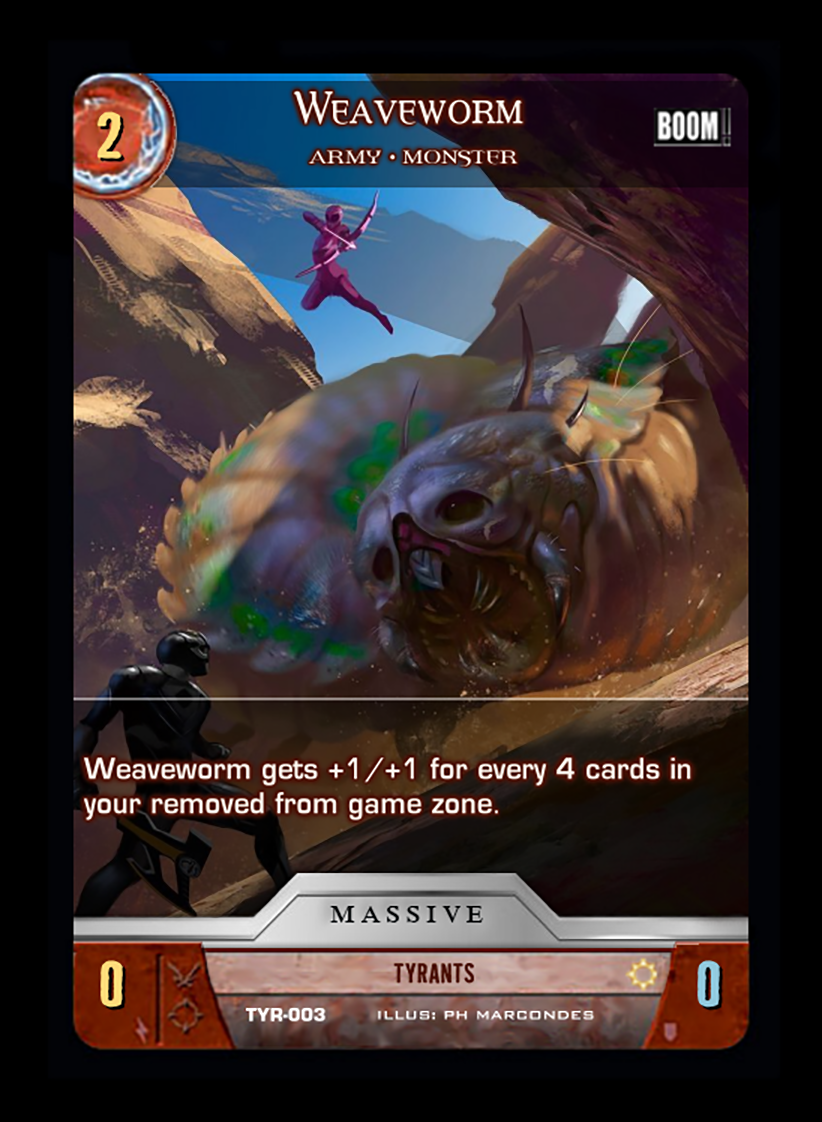 2
WEAVEWORM
BOOM!!
ARMY • MONSTER
Weaveworm gets +1/+1 for every 4 cards in
your removed from game zone.
MASSIVE
0
TYRANTS
0
TYR-003 ILLUS: PH MARCONDES